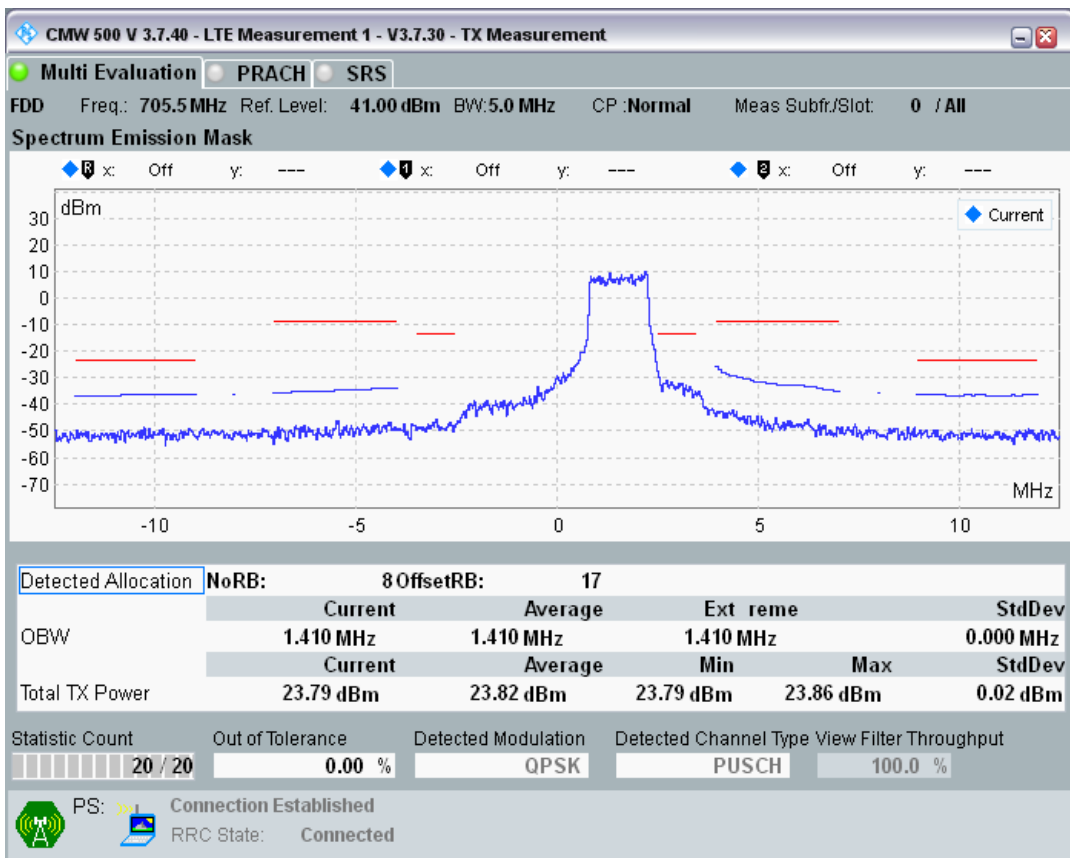 CMW 500 V 3.7.40 - LTE Measurement 1 - V3.7.30 - TX Measurement
Multi Evaluation PRACH SRS
FDD Freq.: 705.5 MHz Ref. Level: 41.00 dBm BW: 5.0 MHz CP : Normal Meas Subfr./Slot: 0 / All
Spectrum Emission Mask
R x: Off y: --- 1 x: Off y: --- 2 x: Off y: ---
dBm
Current
30
20
10
0
-10
-20
-30
-40
-50
-60
-70
MHz
-10 -5 0 5 10
Detected Allocation NoRB: 8 OffsetRB: 17
Current Average Ext reme StdDev
OBW 1.410 MHz 1.410 MHz 1.410 MHz 0.000 MHz
Current Average Min Max StdDev
Total TX Power 23.79 dBm 23.82 dBm 23.79 dBm 23.86 dBm 0.02 dBm
Statistic Count Out of Tolerance Detected Modulation Detected Channel Type View Filter Throughput
20 / 20 0.00 % QPSK PUSCH 100.0 %
PS: Connection Established
RRC State: Connected